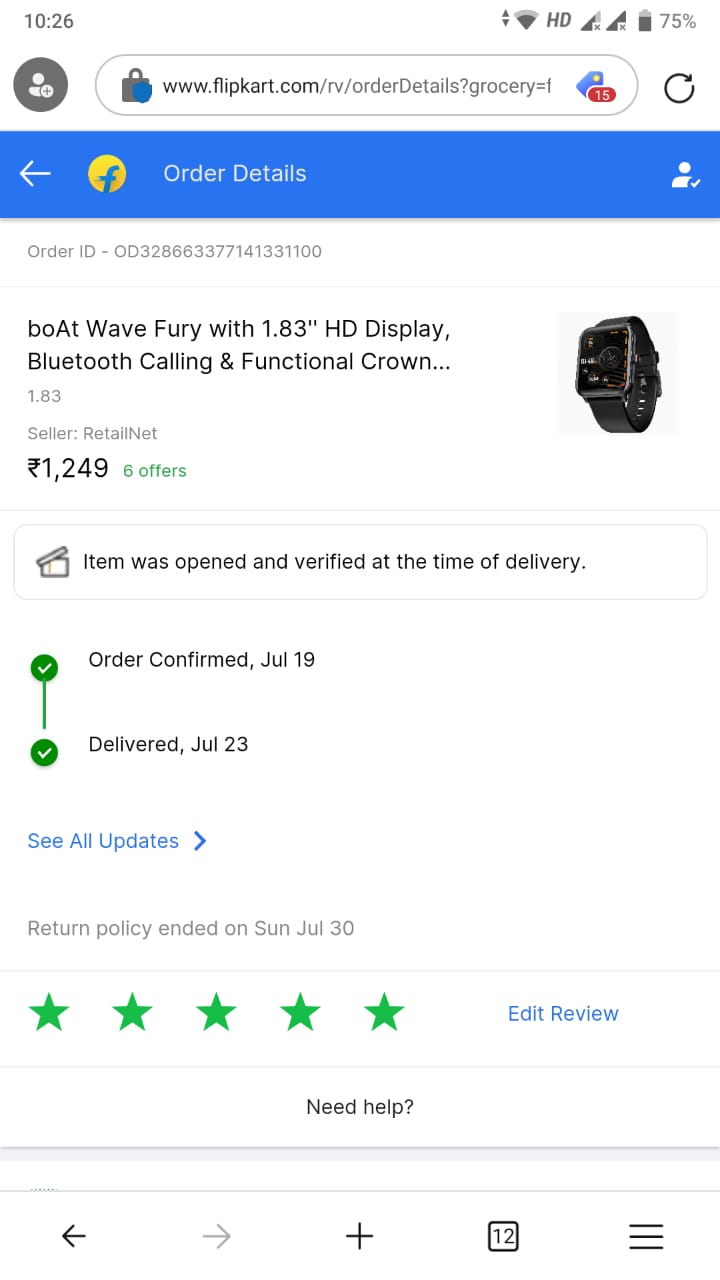 10:26
HD
75%
www.flipkart.com/rv/orderDetails?grocery=f
15
Order Details
Order ID - OD328663377141331100
boAt Wave Fury with 1.83'' HD Display,
Bluetooth Calling & Functional Crown...
1.83
Seller: RetailNet
₹1,249 6 offers
Item was opened and verified at the time of delivery.
Order Confirmed, Jul 19
Delivered, Jul 23
See All Updates
Return policy ended on Sun Jul 30
Edit Review
Need help?
12